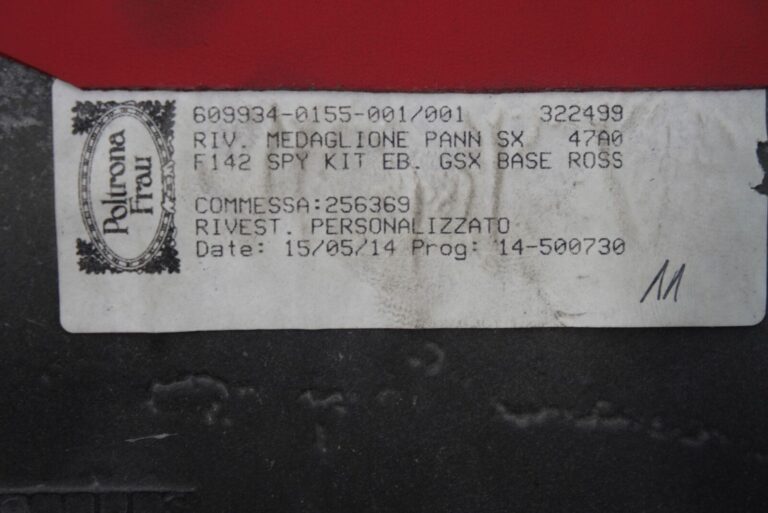 Poltrona
Frau
609934-0155-001/001 322499
RIV. MEDAGLIONE PANN SX 47A0
F142 SPY KIT EB. GSX BASE ROSS
COMMESSA:256369
RIVEST. PERSONALIZZATO
Date: 15/05/14 Prog: 14-500730
11